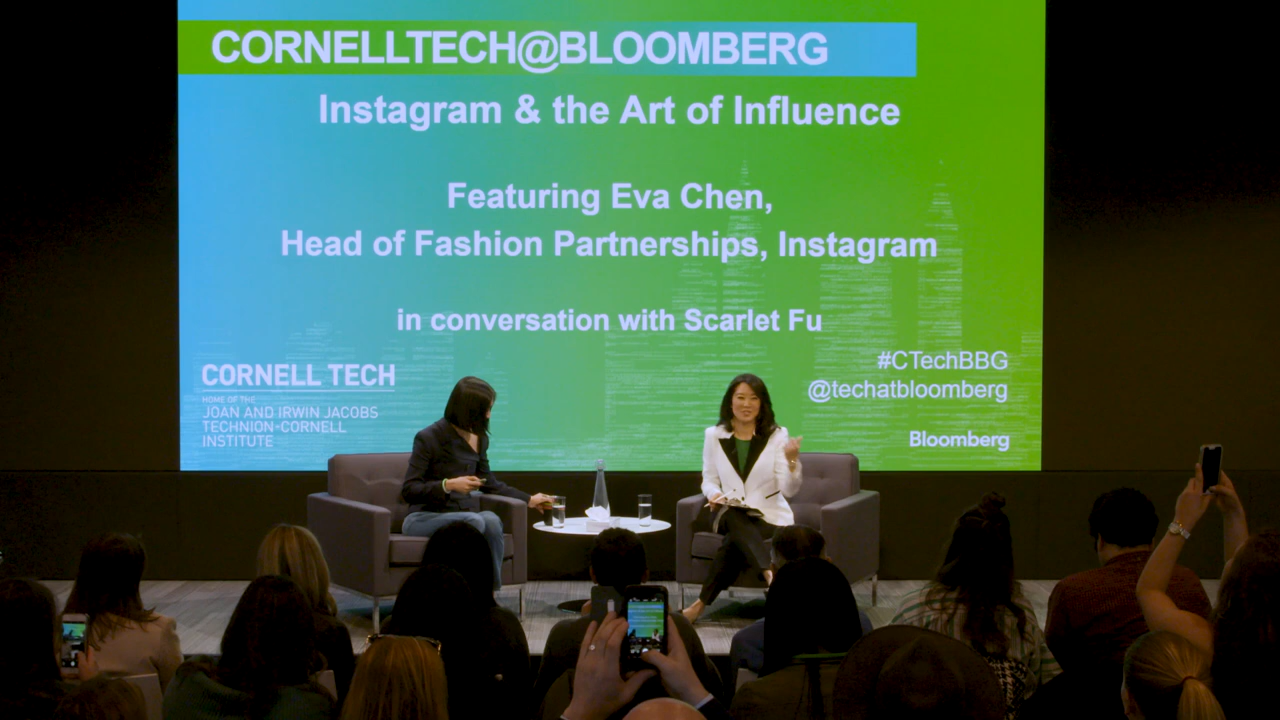 CORNELLTECH@BLOOMBERG
Instagram & the Art of Influence
Featuring Eva Chen,
Head of Fashion Partnerships, Instagram
in conversation with Scarlet Fu
#CTechBBG
@techatbloomberg
Bloomberg
CORNELL TECH
HOME OF THE
JOAN AND IRWIN JACOBS
TECHNION-CORNELL
INSTITUTE